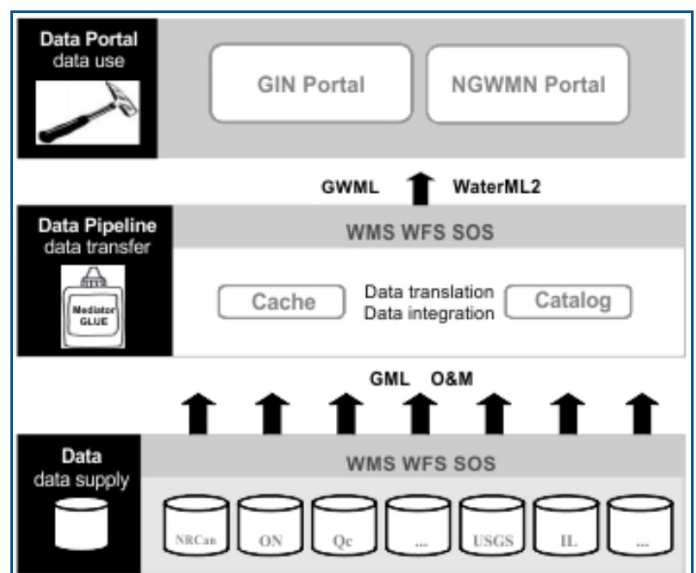 Data Portal
data use
GIN Portal
NGWMN Portal
GWML
WaterML2
Data Pipeline
data transfer
Mediator
GLUE
WMS WFS SOS
Cache
Data translation
Data integration
Catalog
GML O&M
Data
data supply
WMS WFS SOS
NRCan
ON
Qc
...
USGS
IL
...